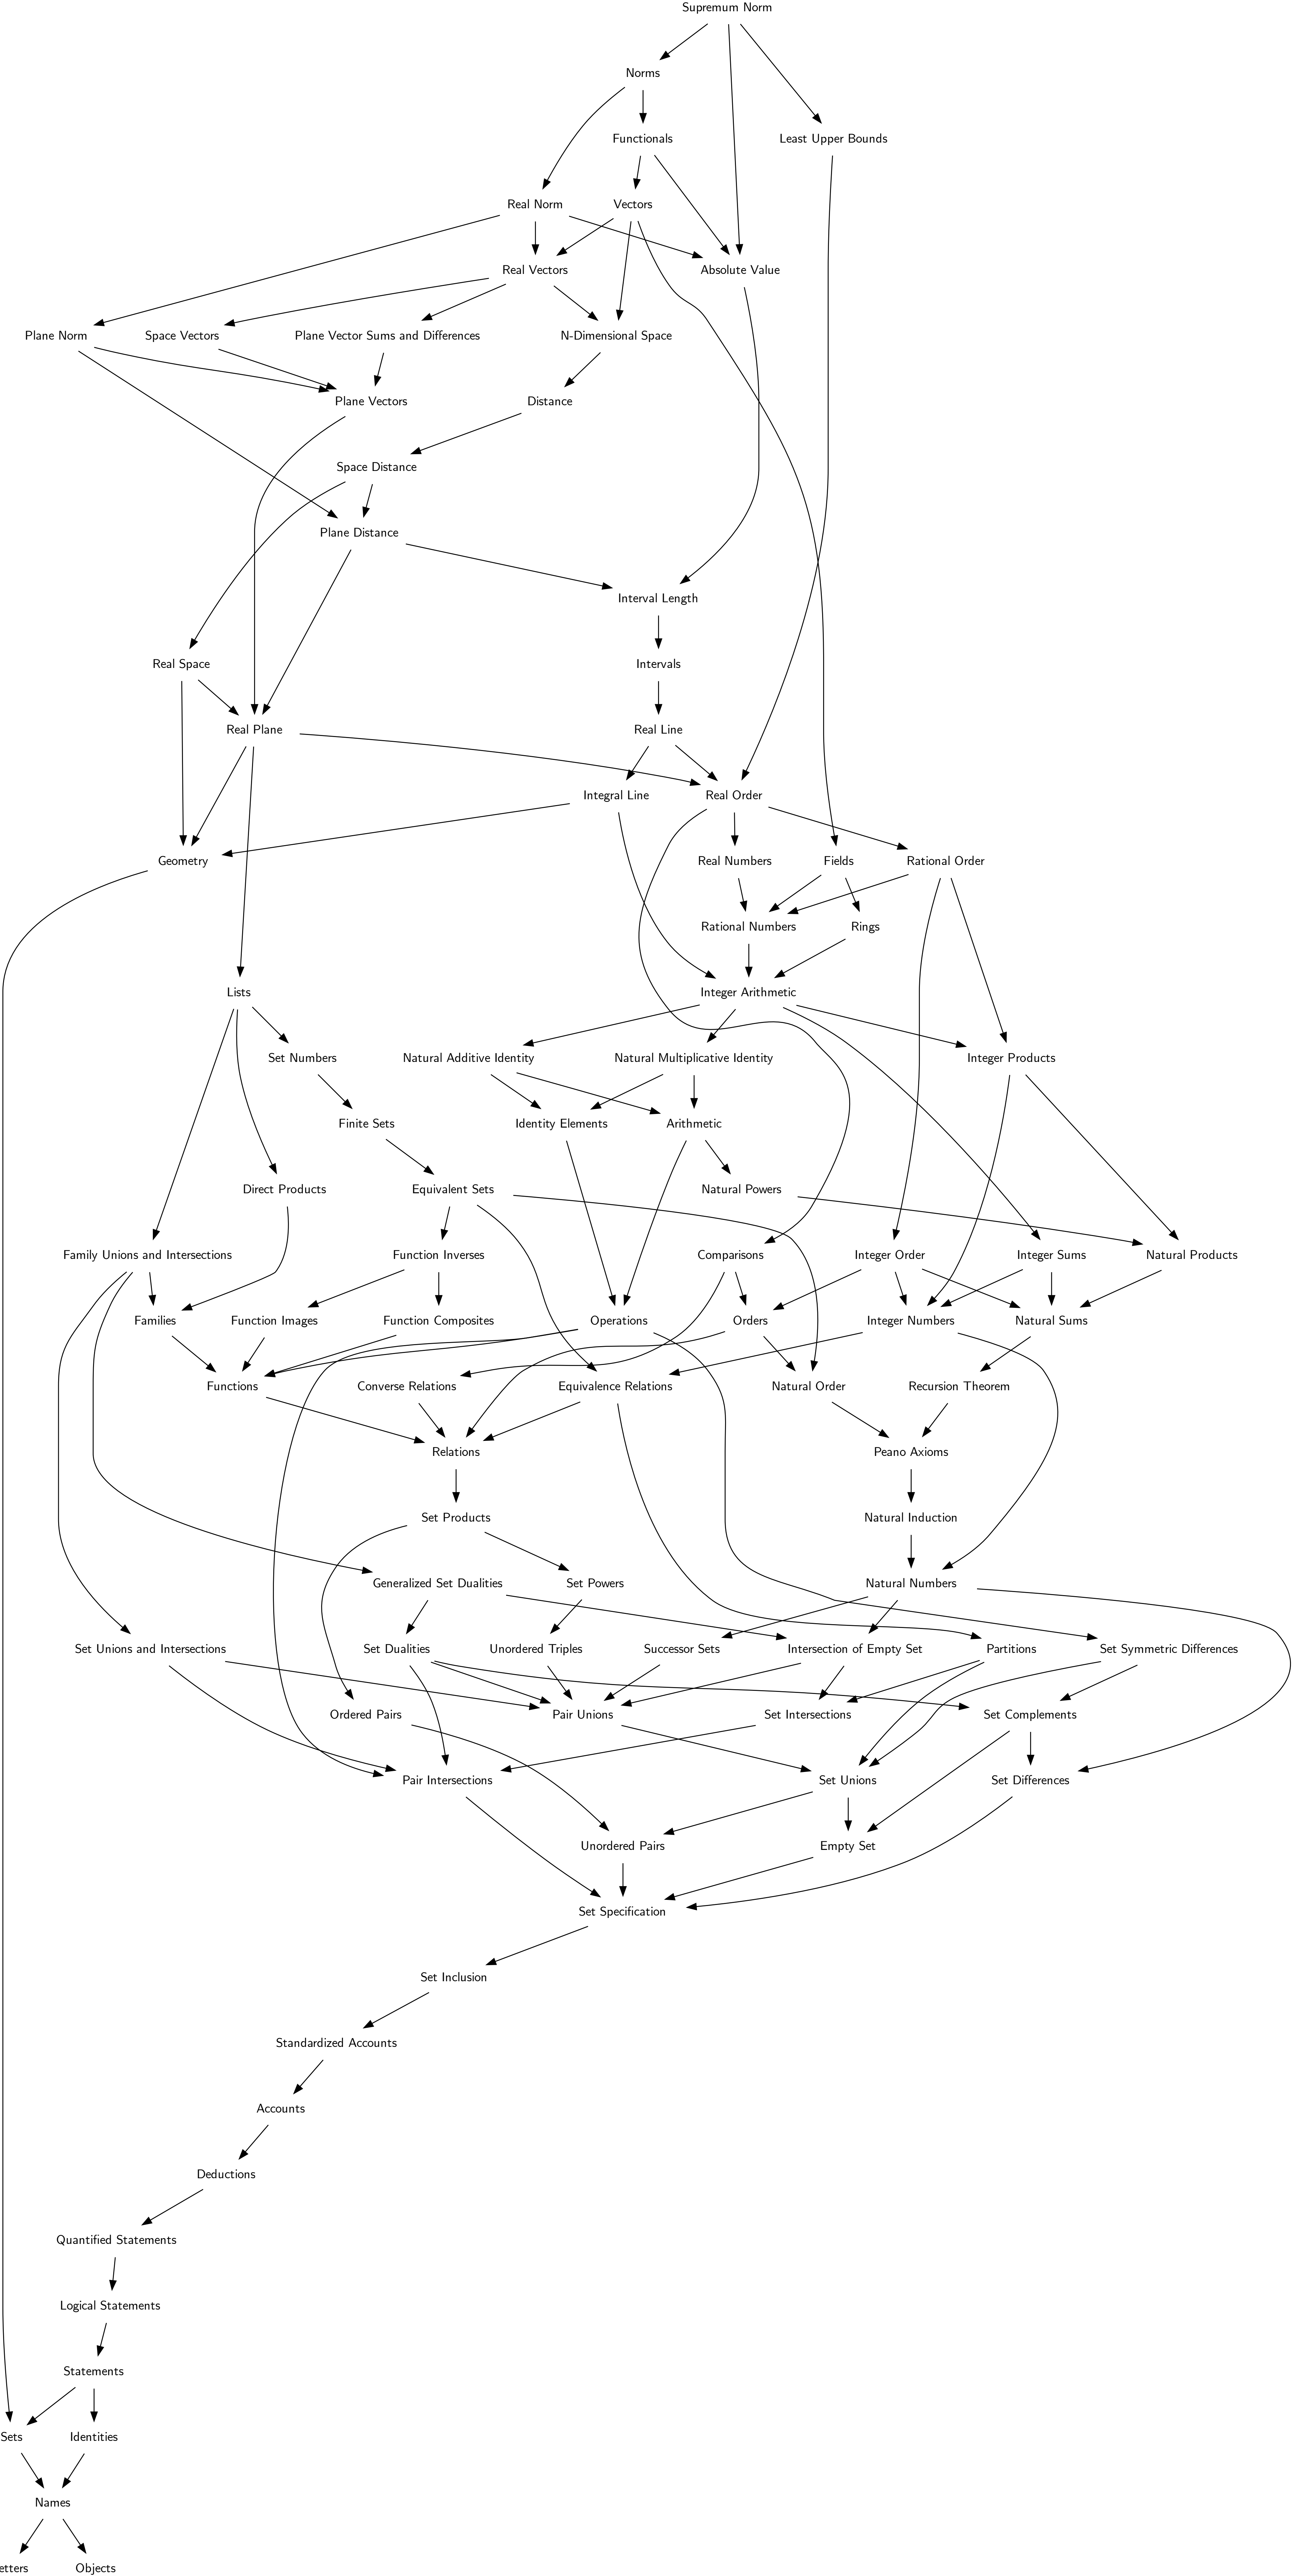 Supremum Norm
Norms
Functionals
Least Upper Bounds
Real Norm
Vectors
Real Vectors
Absolute Value
Plane Norm
Space Vectors
Plane Vector Sums and Differences
N-Dimensional Space
Plane Vectors
Distance
Space Distance
Plane Distance
Interval Length
Real Space
Intervals
Real Plane
Real Line
Integral Line
Real Order
Geometry
Real Numbers
Fields
Rational Order
Rational Numbers
Rings
Lists
Integer Arithmetic
Set Numbers
Natural Additive Identity
Natural Multiplicative Identity
Integer Products
Finite Sets
Identity Elements
Arithmetic
Direct Products
Equivalent Sets
Natural Powers
Family Unions and Intersections
Function Inverses
Comparisons
Integer Order
Integer Sums
Natural Products
Families
Function Images
Function Composites
Operations
Orders
Integer Numbers
Natural Sums
Functions
Converse Relations
Equivalence Relations
Natural Order
Recursion Theorem
Relations
Peano Axioms
Set Products
Natural Induction
Generalized Set Dualities
Set Powers
Natural Numbers
Set Unions and Intersections
Set Dualities
Unordered Triples
Successor Sets
Intersection of Empty Set
Partitions
Set Symmetric Differences
Ordered Pairs
Pair Unions
Set Intersections
Set Complements
Pair Intersections
Set Unions
Set Differences
Unordered Pairs
Empty Set
Set Specification
Set Inclusion
Standardized Accounts
Accounts
Deductions
Quantified Statements
Logical Statements
Statements
Sets
Identities
Names
etters
Objects